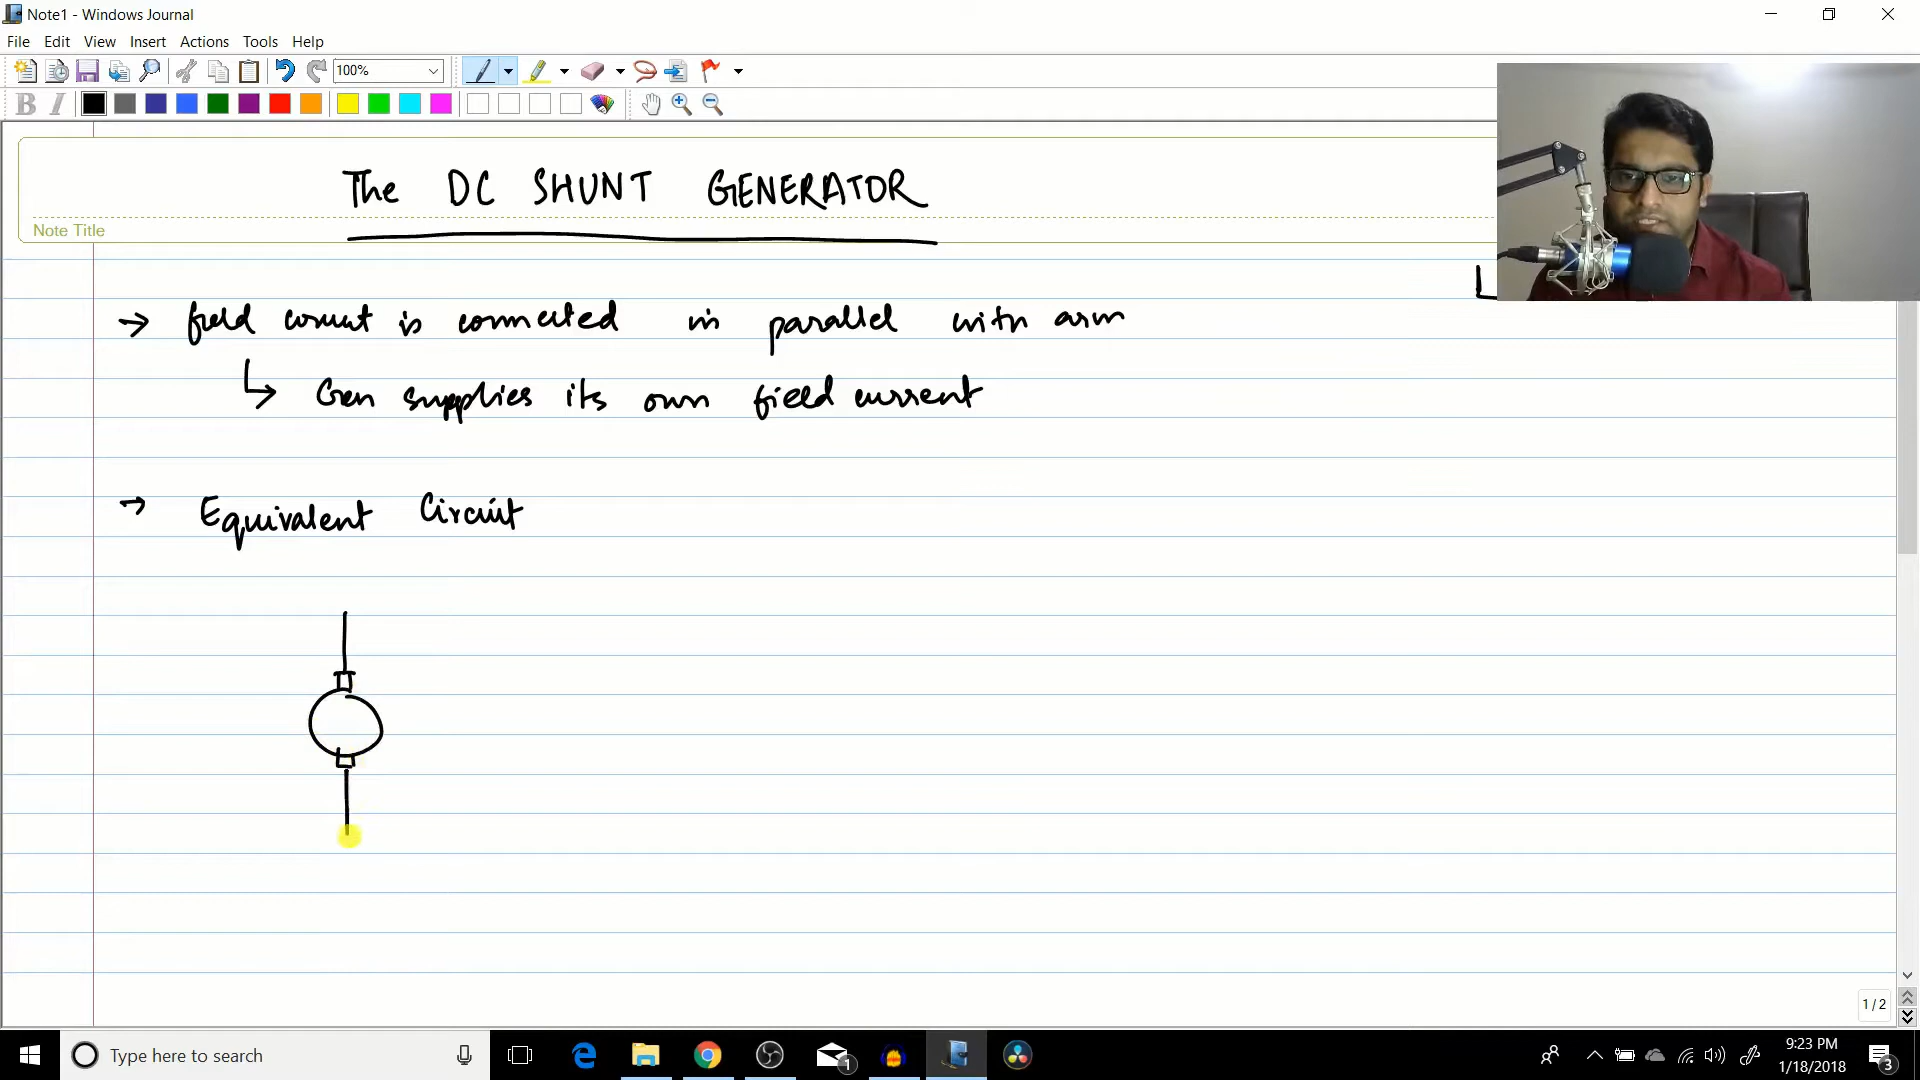 Note1 - Windows Journal
File Edit View Insert Actions Tools Help
100%
B I
The DC SHUNT GENERATOR
Note Title
→ field is connected in parallel with arm
↳ Gen supplies its own field current
→ Equivalent Circuit
1 / 2
Type here to search
1
9:23 PM
1/18/2018
3